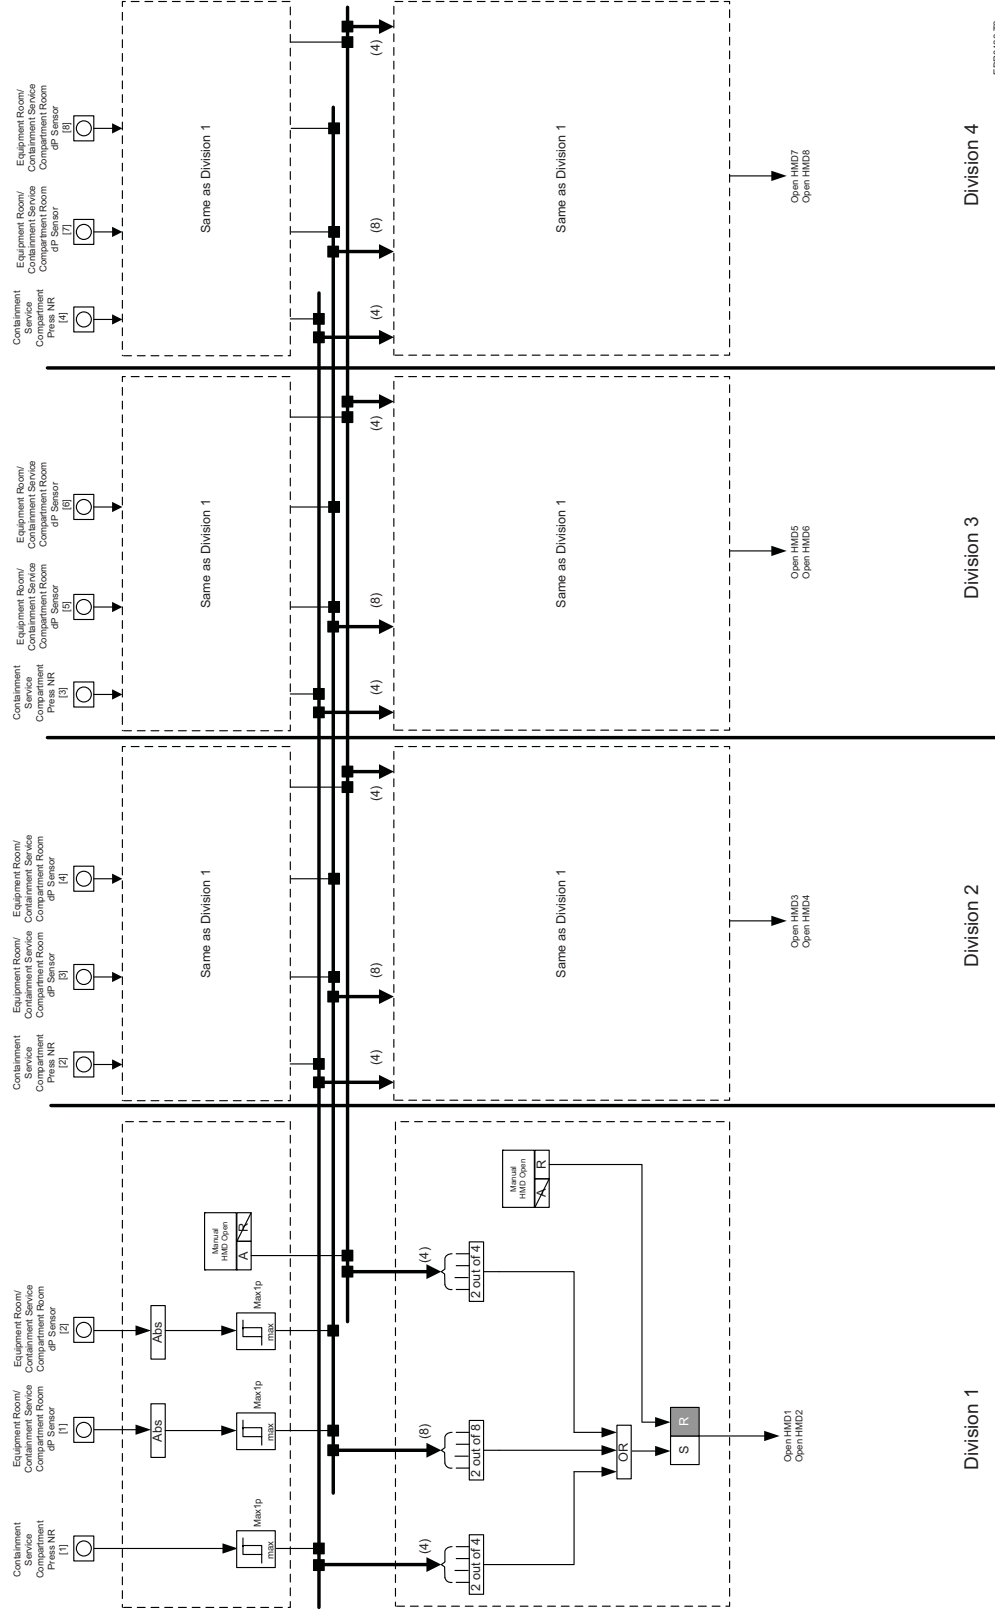 Containment
Service
Compartment
Press NR
[1]
Equipment Room/
Containment Service
Compartment Room
dP Sensor
[1]
Equipment Room/
Containment Service
Compartment Room
dP Sensor
[2]
Abs
Abs
max
Max1p
max
Max1p
max
Max1p
Manual
HMD Open
A R
(4)
(8)
(4)
2 out of 4
2 out of 8
2 out of 4
Manual
HMD Open
A R
OR
S R
Open HMD1
Open HMD2
Division 1
Containment
Service
Compartment
Press NR
[2]
Equipment Room/
Containment Service
Compartment Room
dP Sensor
[3]
Equipment Room/
Containment Service
Compartment Room
dP Sensor
[4]
Same as Division 1
(4)
(8)
(4)
Same as Division 1
Open HMD3
Open HMD4
Division 2
Containment
Service
Compartment
Press NR
[3]
Equipment Room/
Containment Service
Compartment Room
dP Sensor
[5]
Equipment Room/
Containment Service
Compartment Room
dP Sensor
[6]
Same as Division 1
(4)
(8)
(4)
Same as Division 1
Open HMD5
Open HMD6
Division 3
Containment
Service
Compartment
Press NR
[4]
Equipment Room/
Containment Service
Compartment Room
dP Sensor
[7]
Equipment Room/
Containment Service
Compartment Room
dP Sensor
[8]
Same as Division 1
(4)
(8)
(4)
Same as Division 1
Open HMD7
Open HMD8
Division 4